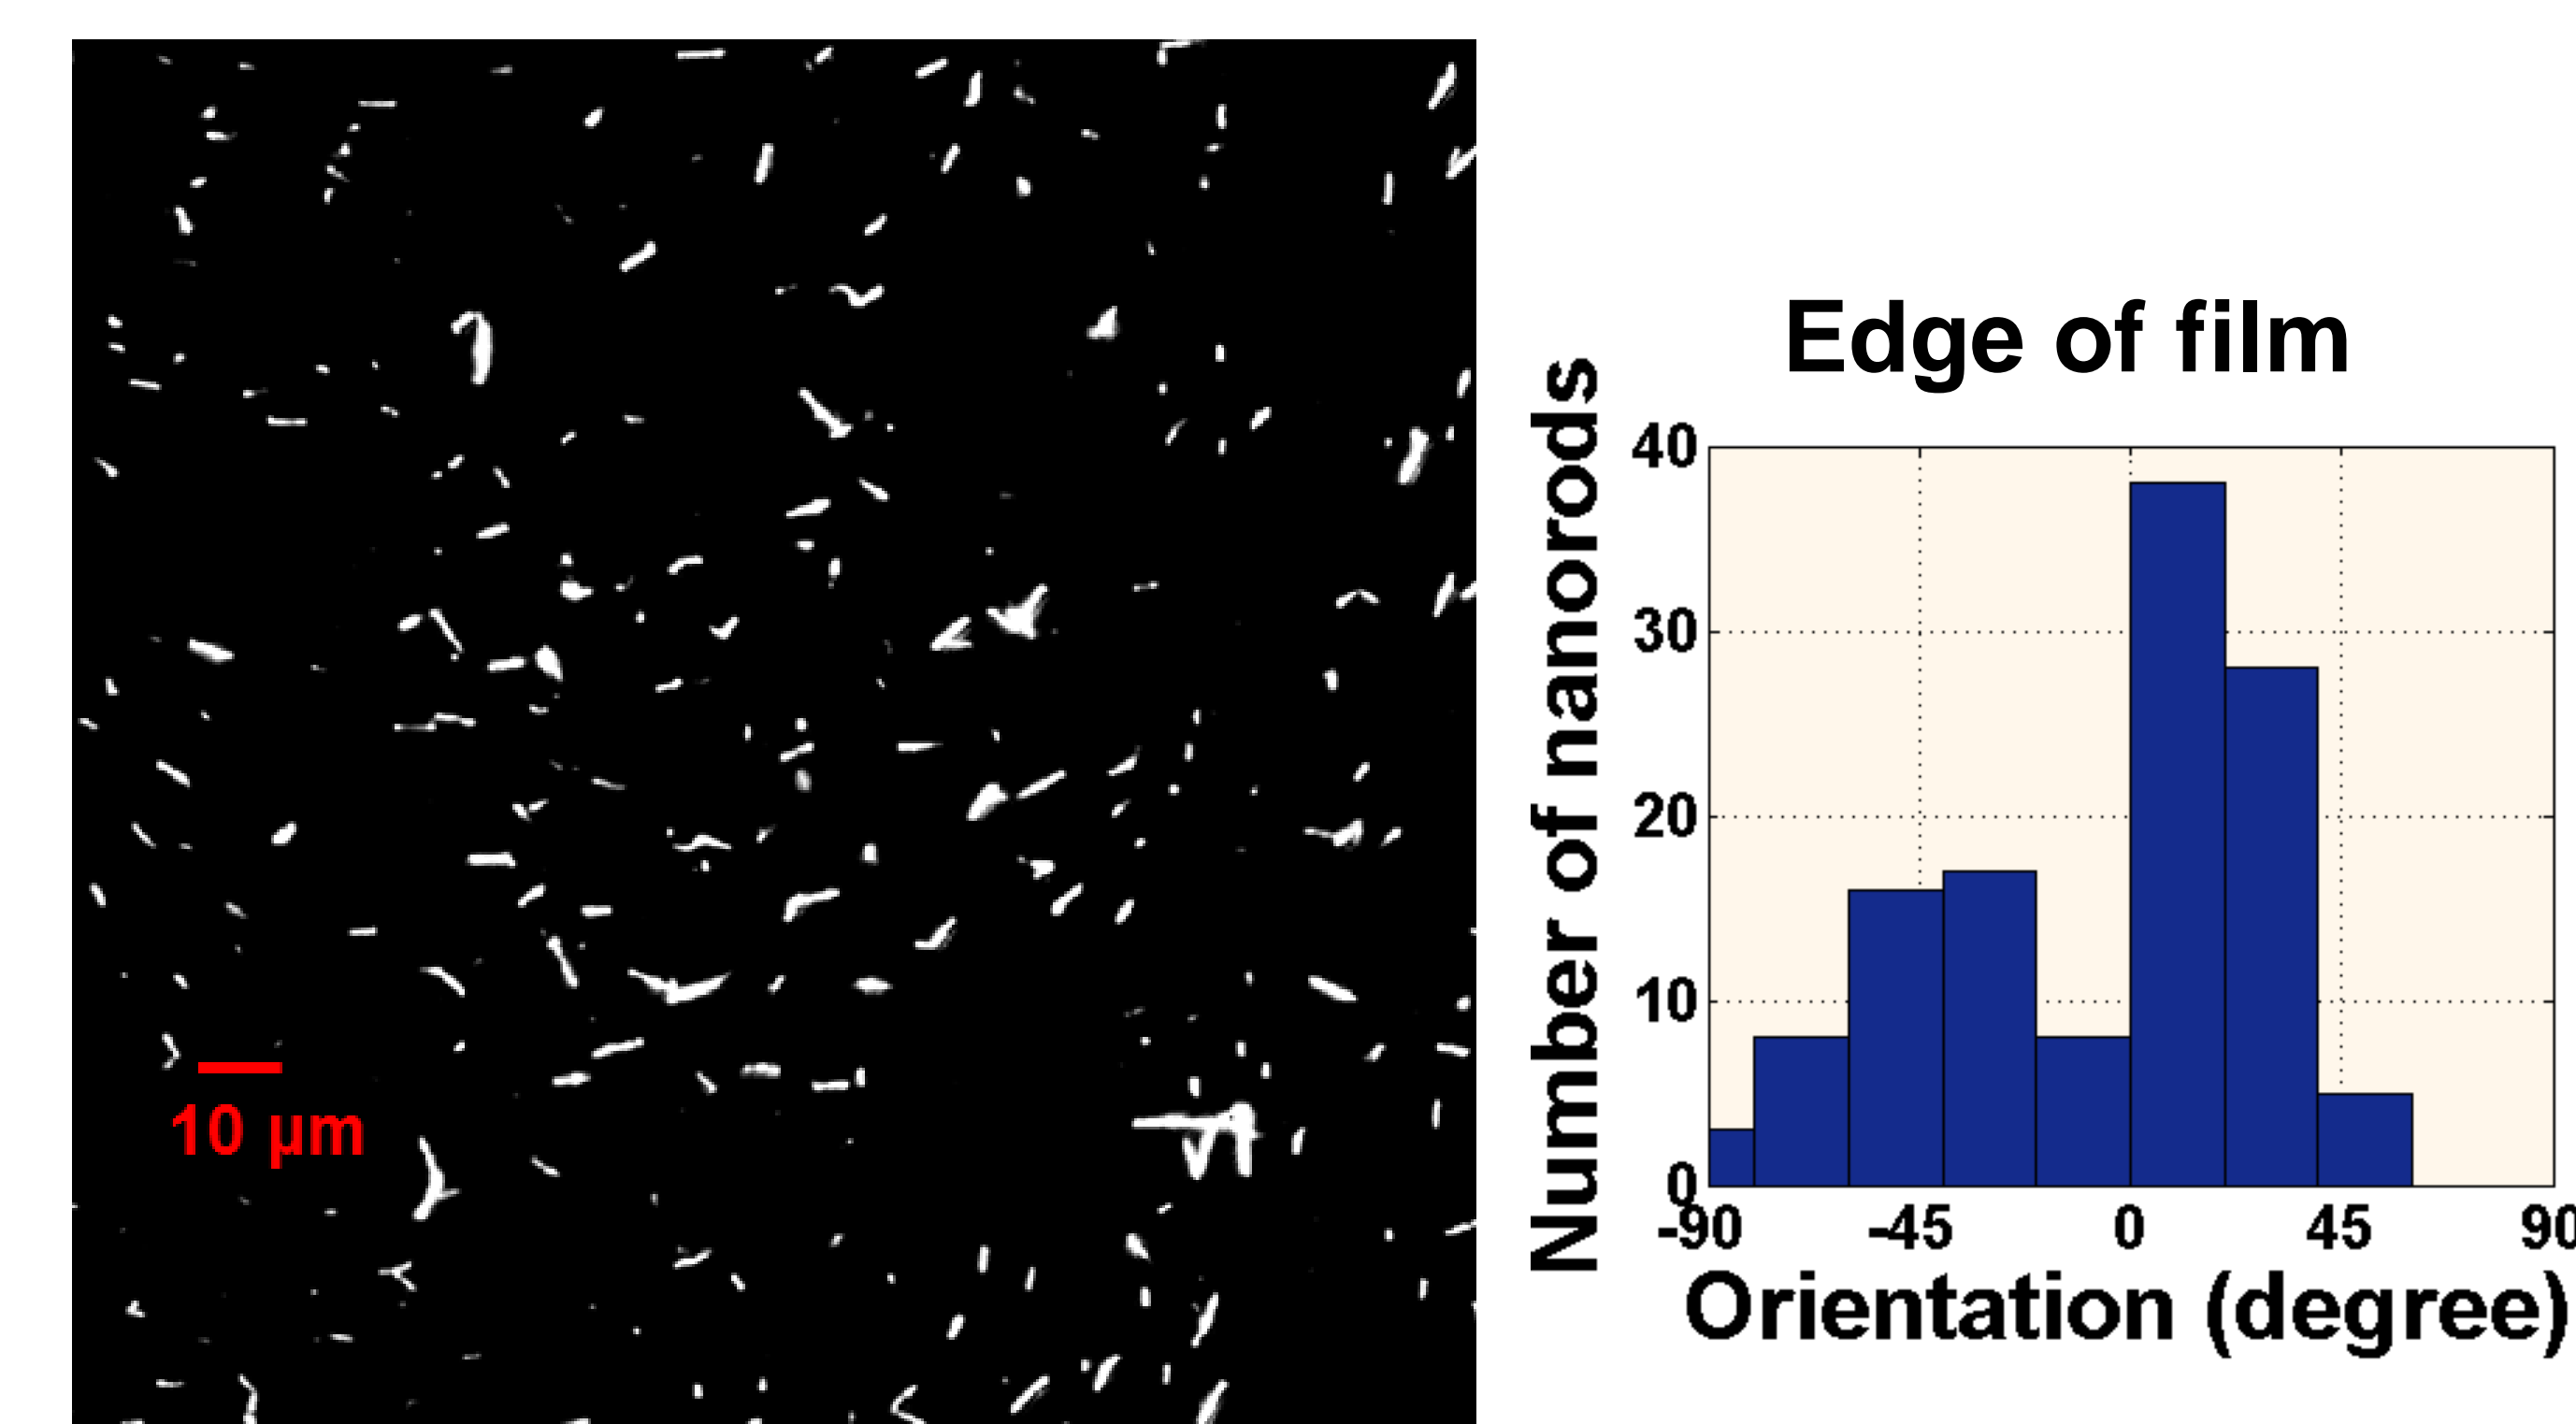 10 µm
Edge of film
Number of nanorods
40
30
20
10
0
-90 -45 0 45 90
Orientation (degree)